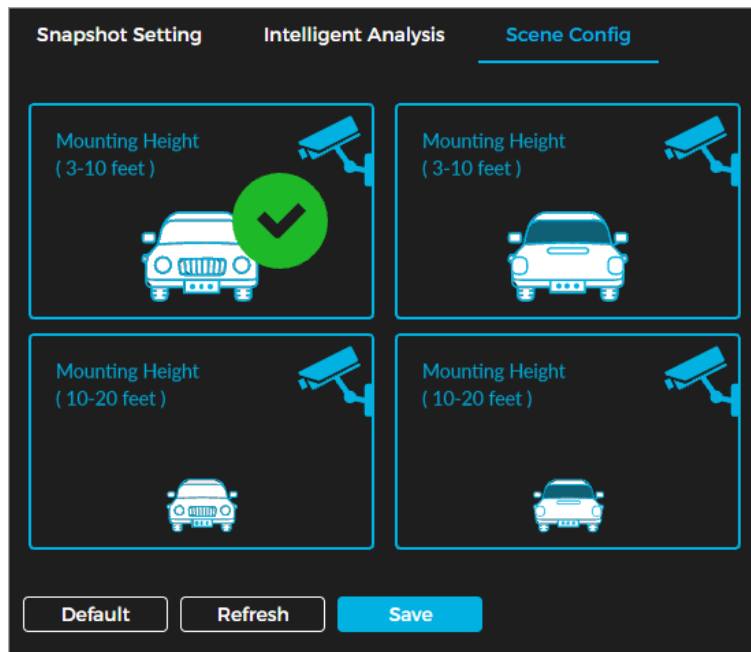 Snapshot Setting Intelligent Analysis Scene Config
Mounting Height
( 3-10 feet )
Mounting Height
( 3-10 feet )
Mounting Height
( 10-20 feet )
Mounting Height
( 10-20 feet )
Default Refresh Save